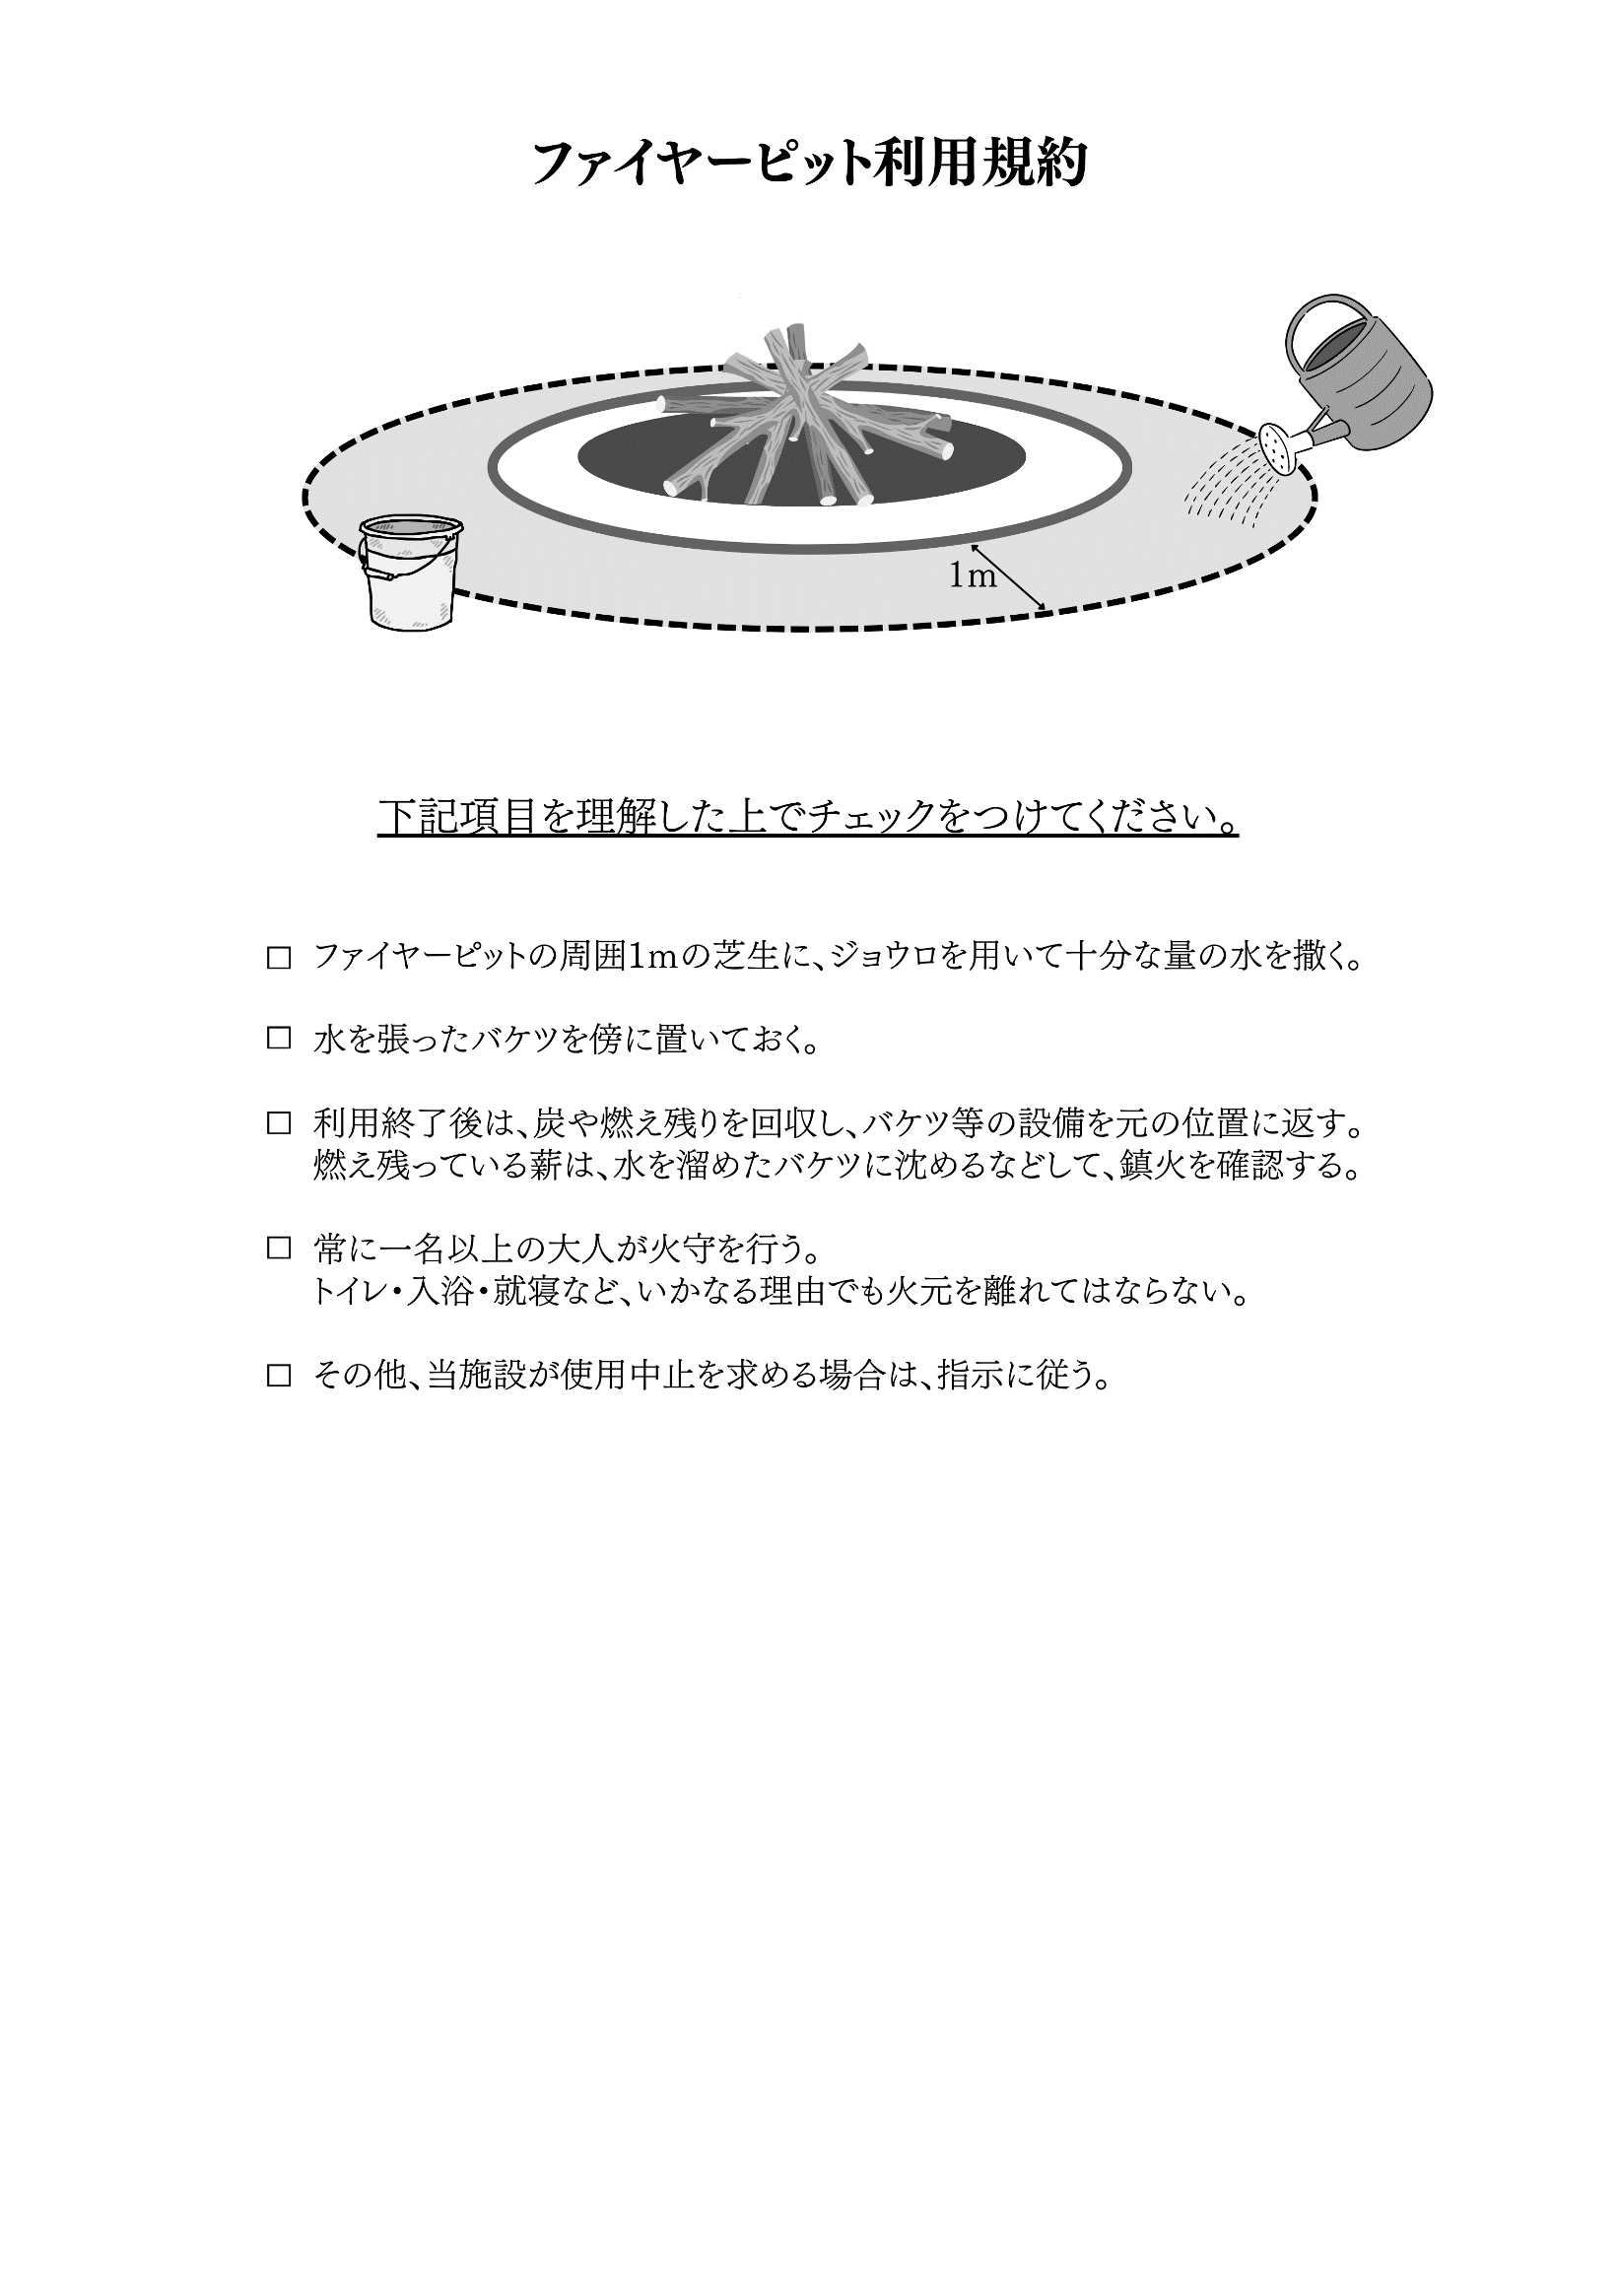 ファイヤーピット利用規約
1m
下記項目を理解した上でチェックをつけてください。
□ ファイヤーピットの周囲1mの芝生に、ジョウロを用いて十分な量の水を撒く。
□ 水を張ったバケツを傍に置いておく。
□ 利用終了後は、炭や燃え残りを回収し、バケツ等の設備を元の位置に返す。
燃え残っている薪は、水を溜めたバケツに沈めるなどして、鎮火を確認する。
□ 常に一名以上の大人が火守を行う。
トイレ・入浴・就寝など、いかなる理由でも火元を離れてはならない。
□ その他、当施設が使用中止を求める場合は、指示に従う。